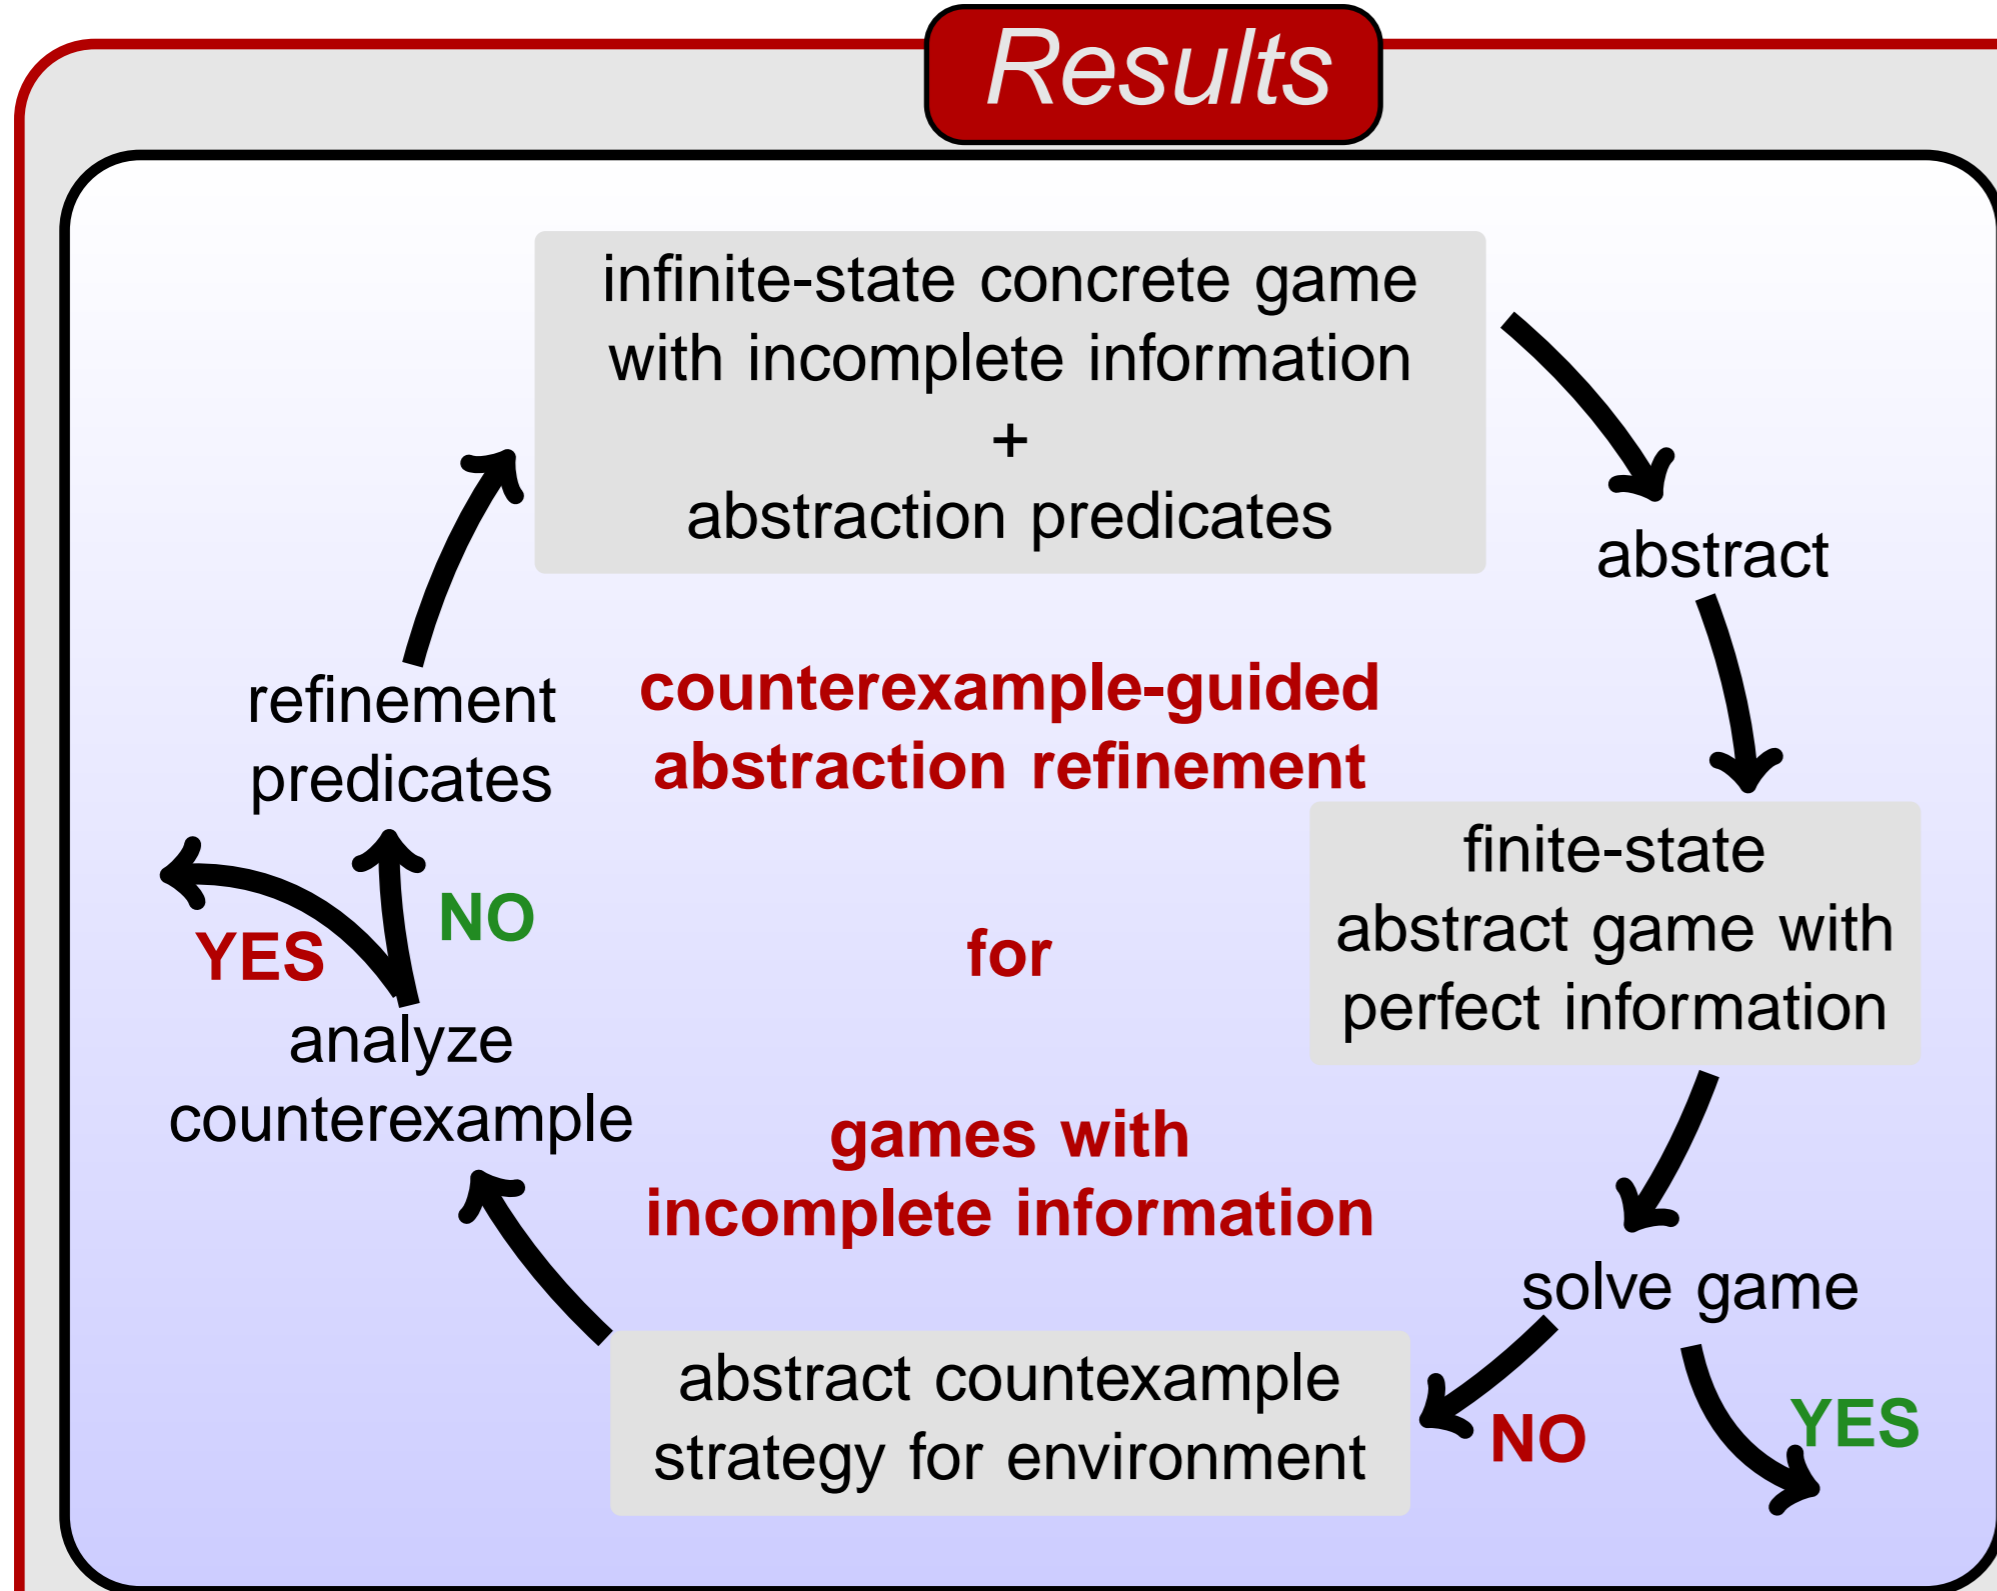 Results
infinite-state concrete game
with incomplete information
+
abstraction predicates
abstract
refinement
predicates
counterexample-guided
abstraction refinement
for
games with
incomplete information
finite-state
abstract game with
perfect information
NO
YES
analyze
counterexample
solve game
NO
YES
abstract countexample
strategy for environment